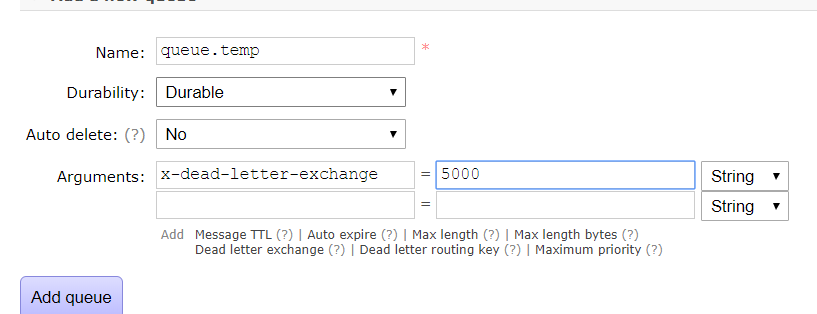 Name: queue.temp *
Durability: Durable
Auto delete: (?) No
Arguments: x-dead-letter-exchange = 5000 String
= String
Add Message TTL (?) | Auto expire (?) | Max length (?) | Max length bytes (?)
Dead letter exchange (?) | Dead letter routing key (?) | Maximum priority (?)
Add queue